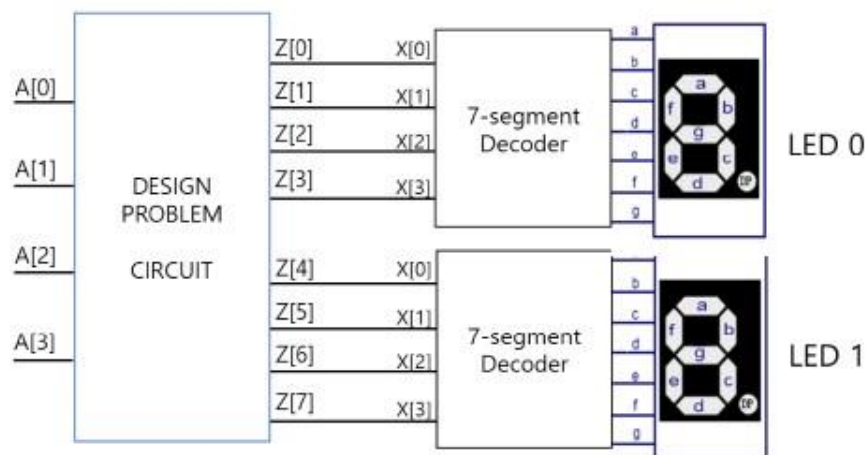 A[0]
A[1]
A[2]
A[3]
DESIGN
PROBLEM
CIRCUIT
Z[0]
Z[1]
Z[2]
Z[3]
Z[4]
Z[5]
Z[6]
Z[7]
X[0]
X[1]
X[2]
X[3]
X[0]
X[1]
X[2]
X[3]
7-segment
Decoder
a
b
c
d
e
f
g
a
f b
g
e c
d
DP
LED 0
7-segment
Decoder
b
c
d
e
f
g
a
f b
g
e c
d
DP
LED 1